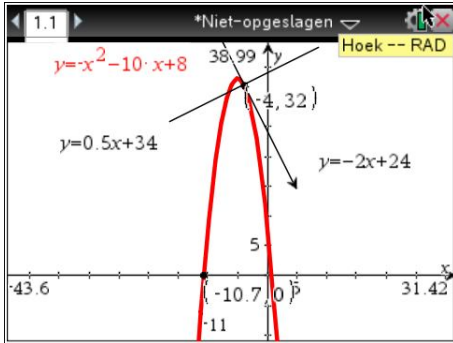 1.1 *Niet-opgeslagen
Hoek -- RAD
y=-x²-10·x+8 38.99 y
(-4,32)
y=0.5x+34
y=-2x+24
5
x
-43.6 (-10.7,0) 5 31.42
-11